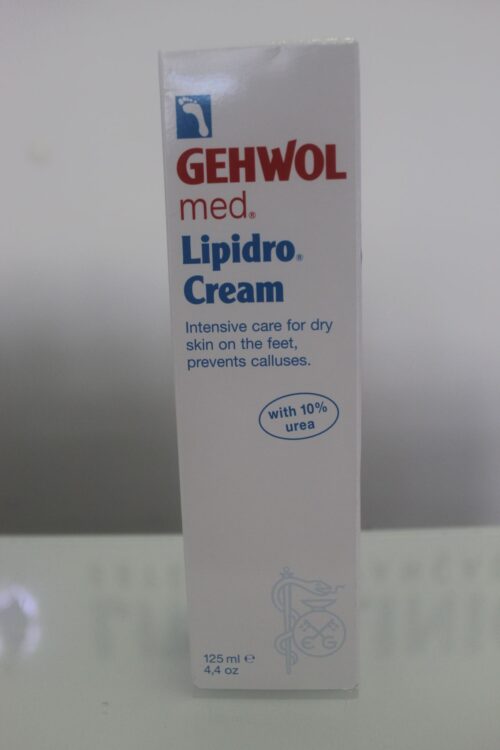 GEHWOL
med®
Lipidro®
Cream
Intensive care for dry
skin on the feet,
prevents calluses.
with 10%
urea
E G
125 ml ℮
4,4 oz